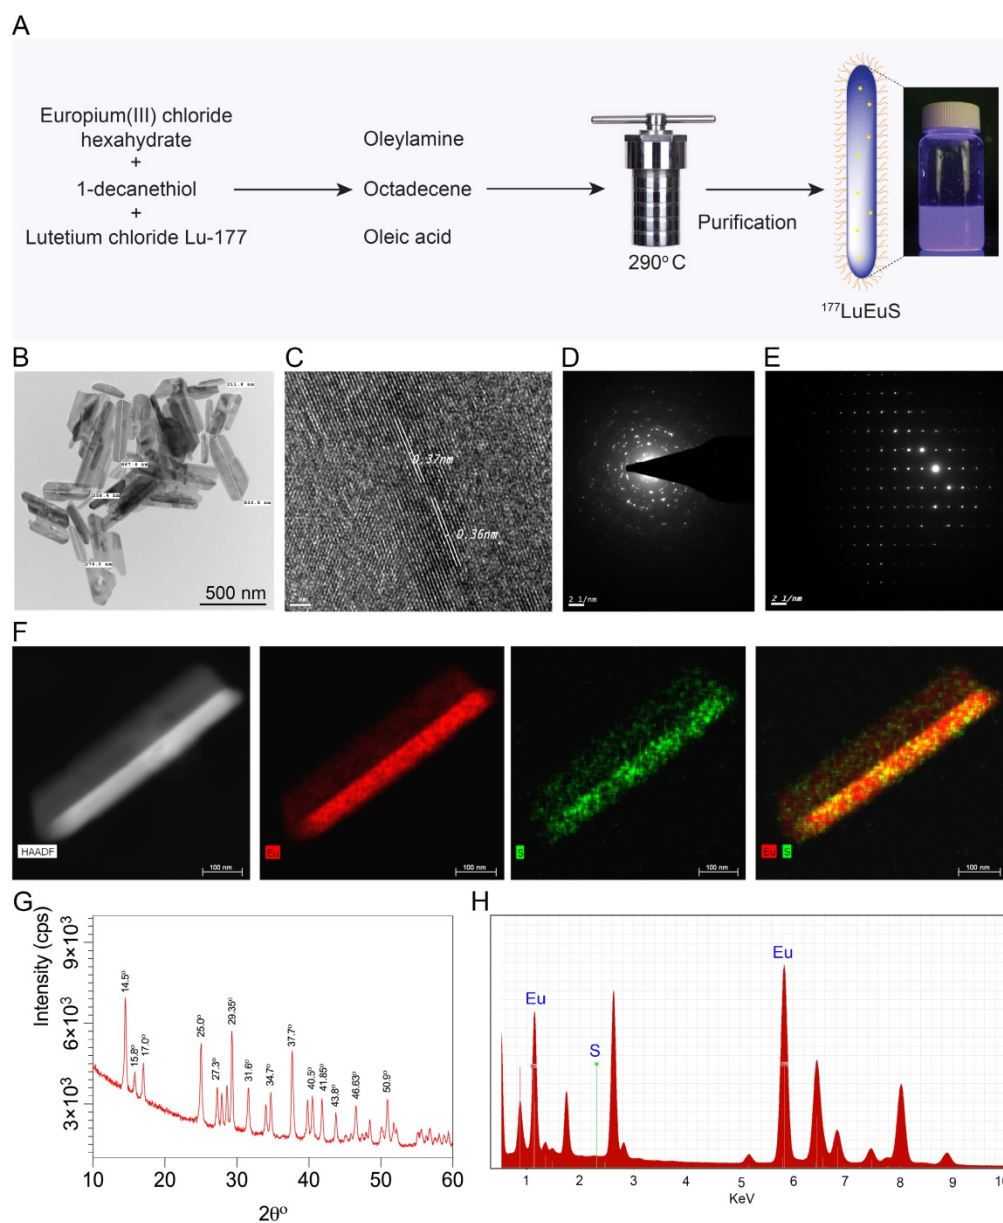 A
Europium(III) chloride
hexahydrate
+
1-decanethiol
+
Lutetium chloride Lu-177
Oleylamine
Octadecene
Oleic acid
290° C
Purification
¹⁷⁷LuEuS
B
500 nm
C
0.37nm
0.36nm
D
2 1/nm
E
2 1/nm
F
HAADF
100 nm
Eu
100 nm
S
100 nm
Eu S
100 nm
G
Intensity (cps)
9×10³
6×10³
3×10³
14.5°
15.8°
17.0°
25.0°
27.3°
29.35°
31.6°
34.7°
37.7°
40.5°
41.85°
43.8°
46.63°
50.9°
10 20 30 40 50 60
2θ°
H
Eu
S
Eu
1 2 3 4 5 6 7 8 9 10
KeV